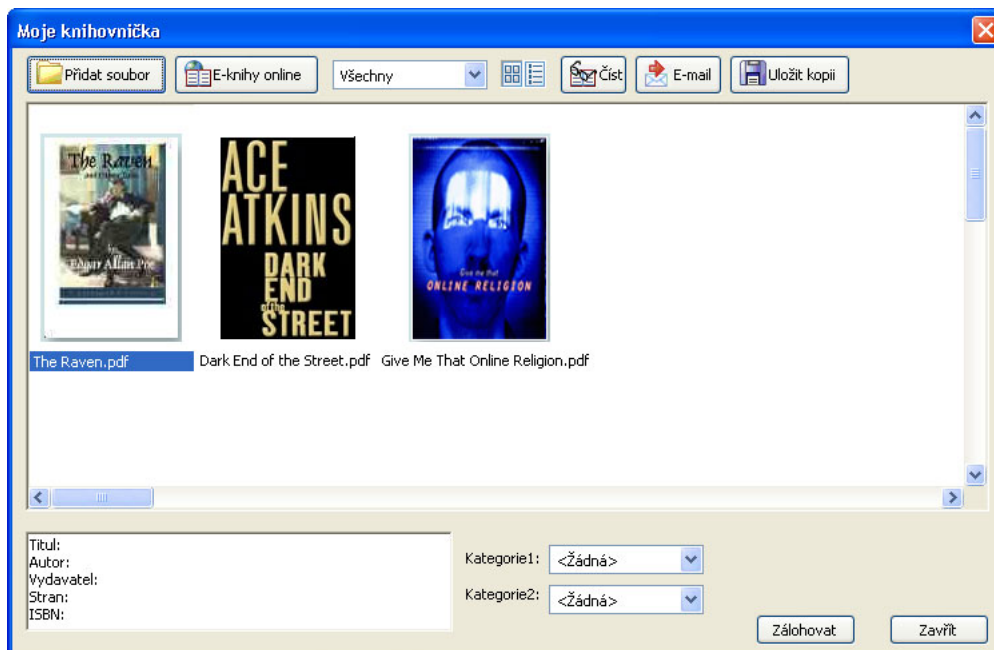 Moje knihovnička
Přidat soubor
E-knihy online
Všechny
Číst
E-mail
Uložit kopii
The Raven
by
Edgar Allan Poe
ACE
ATKINS
DARK
END
of the
STREET
Give me that
ONLINE RELIGION
The Raven.pdf
Dark End of the Street.pdf
Give Me That Online Religion.pdf
Titul:
Autor:
Vydavatel:
Stran:
ISBN:
Kategorie1: <Žádná>
Kategorie2: <Žádná>
Zálohovat
Zavřít